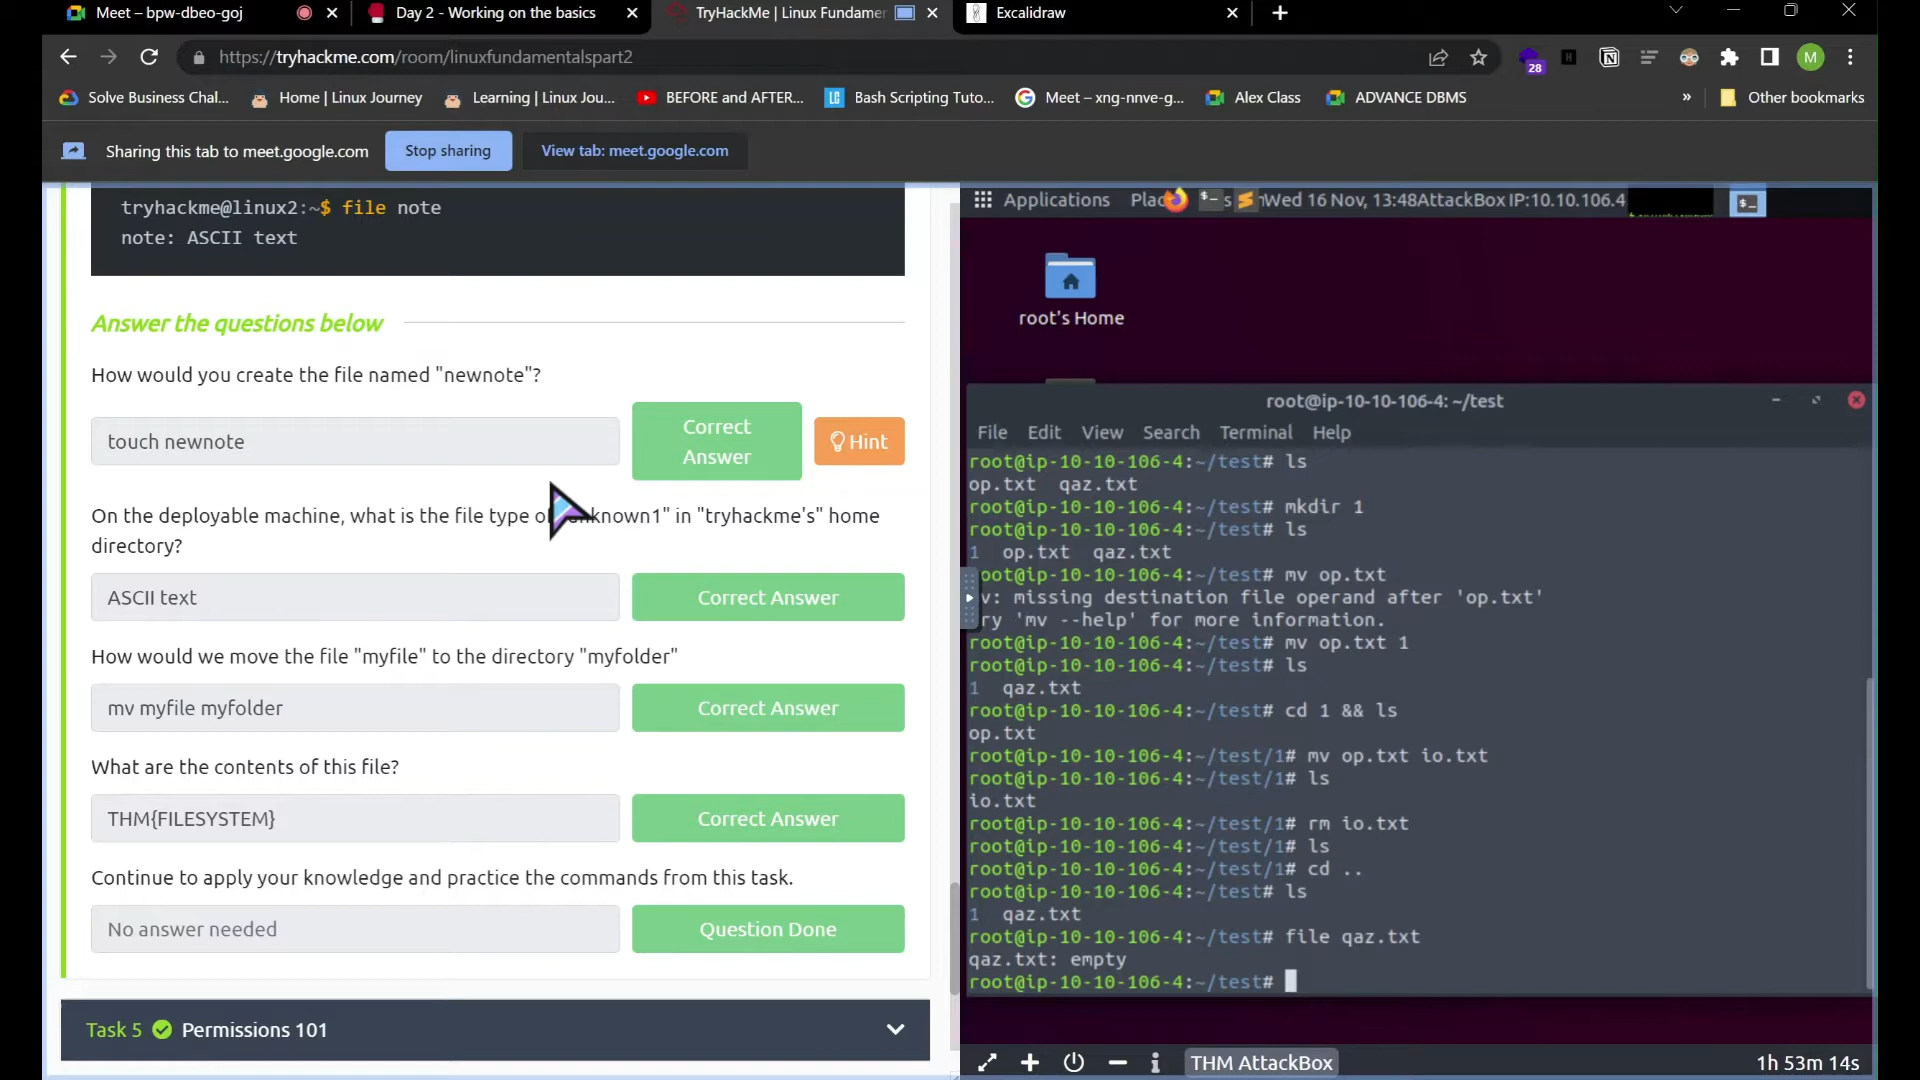 Meet – bpw-dbeo-goj
Day 2 - Working on the basics
TryHackMe | Linux Fundamen
Excalidraw
https://tryhackme.com/room/linuxfundamentalspart2
28
M
Solve Business Chal...
Home | Linux Journey
Learning | Linux Jou...
BEFORE and AFTER...
LC
Bash Scripting Tuto...
Meet – xng-nnve-g...
Alex Class
ADVANCE DBMS
»
Other bookmarks
Sharing this tab to meet.google.com
Stop sharing
View tab: meet.google.com
tryhackme@linux2:~$ file note
note: ASCII text
Answer the questions below
How would you create the file named "newnote"?
touch newnote
Correct
Answer
Hint
On the deployable machine, what is the file type known1" in "tryhackme's" home
directory?
ASCII text
Correct Answer
How would we move the file "myfile" to the directory "myfolder"
mv myfile myfolder
Correct Answer
What are the contents of this file?
THM{FILESYSTEM}
Correct Answer
Continue to apply your knowledge and practice the commands from this task.
No answer needed
Question Done
Task 5 Permissions 101
Applications Plac s Wed 16 Nov, 13:48 AttackBox IP:10.10.106.4
root's Home
root@ip-10-10-106-4: ~/test
File Edit View Search Terminal Help
root@ip-10-10-106-4:~/test# ls
op.txt qaz.txt
root@ip-10-10-106-4:~/test# mkdir 1
root@ip-10-10-106-4:~/test# ls
1 op.txt qaz.txt
oot@ip-10-10-106-4:~/test# mv op.txt
v: missing destination file operand after 'op.txt'
ry 'mv --help' for more information.
root@ip-10-10-106-4:~/test# mv op.txt 1
root@ip-10-10-106-4:~/test# ls
1 qaz.txt
root@ip-10-10-106-4:~/test# cd 1 && ls
op.txt
root@ip-10-10-106-4:~/test/1# mv op.txt io.txt
root@ip-10-10-106-4:~/test/1# ls
io.txt
root@ip-10-10-106-4:~/test/1# rm io.txt
root@ip-10-10-106-4:~/test/1# ls
root@ip-10-10-106-4:~/test/1# cd ..
root@ip-10-10-106-4:~/test# ls
1 qaz.txt
root@ip-10-10-106-4:~/test# file qaz.txt
qaz.txt: empty
root@ip-10-10-106-4:~/test#
THM AttackBox
1h 53m 14s